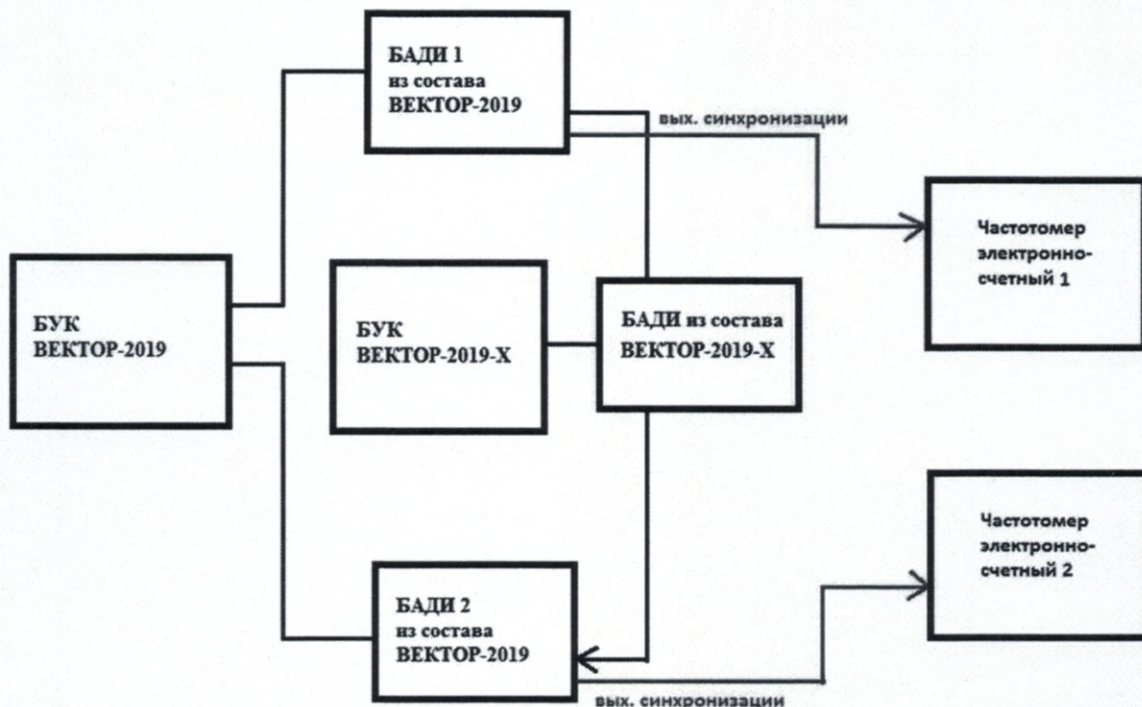 БАДИ 1
из состава
ВЕКТОР-2019
вых. синхронизации
Частотомер
электронно-
счетный 1
БУК
ВЕКТОР-2019
БУК
ВЕКТОР-2019-Х
БАДИ из состава
ВЕКТОР-2019-Х
Частотомер
электронно-
счетный 2
БАДИ 2
из состава
ВЕКТОР-2019
вых. синхронизации